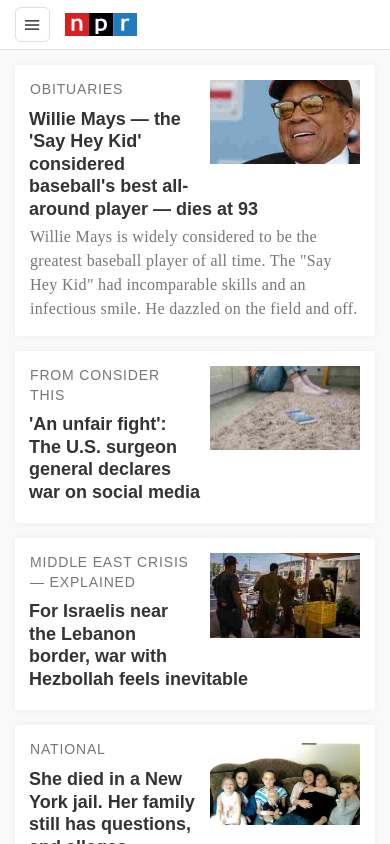 npr
OBITUARIES
Willie Mays — the
'Say Hey Kid'
considered
baseball's best all-
around player — dies at 93
Willie Mays is widely considered to be the
greatest baseball player of all time. The "Say
Hey Kid" had incomparable skills and an
infectious smile. He dazzled on the field and off.
FROM CONSIDER
THIS
'An unfair fight':
The U.S. surgeon
general declares
war on social media
MIDDLE EAST CRISIS
— EXPLAINED
For Israelis near
the Lebanon
border, war with
Hezbollah feels inevitable
NATIONAL
She died in a New
York jail. Her family
still has questions,
and alleges